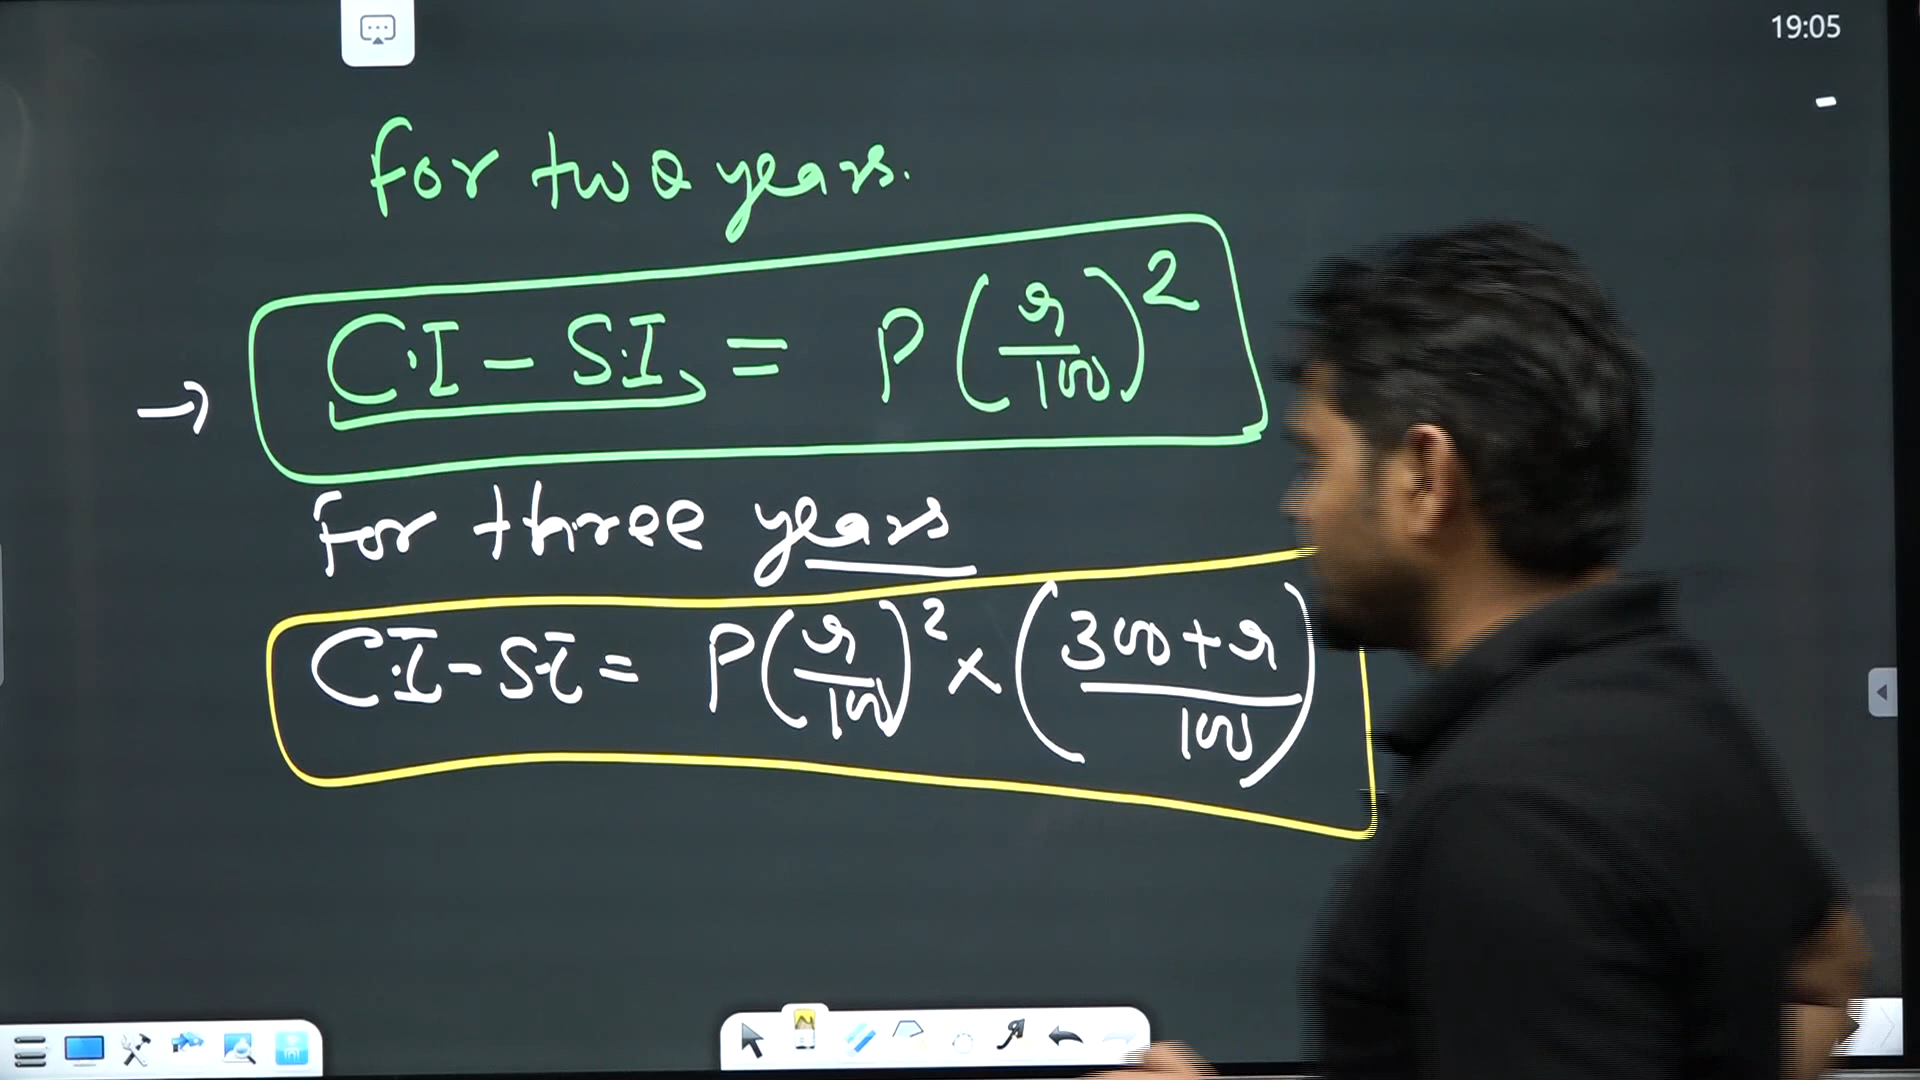 19:05
For two years.
C.I - S.I, = P(r/100)²
→
For three years
C.I - S.I = P(r/100)² × (300+r/100)